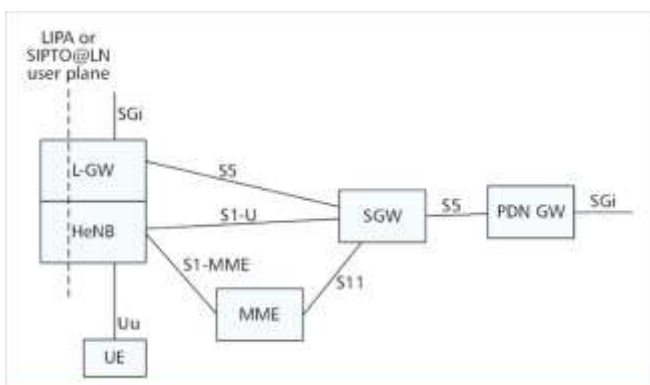 LIPA or
SIPTO@LN
user plane
SGi
L-GW
S5
S1-U
SGW
S5
PDN GW
SGi
HeNB
S1-MME
S11
MME
Uu
UE